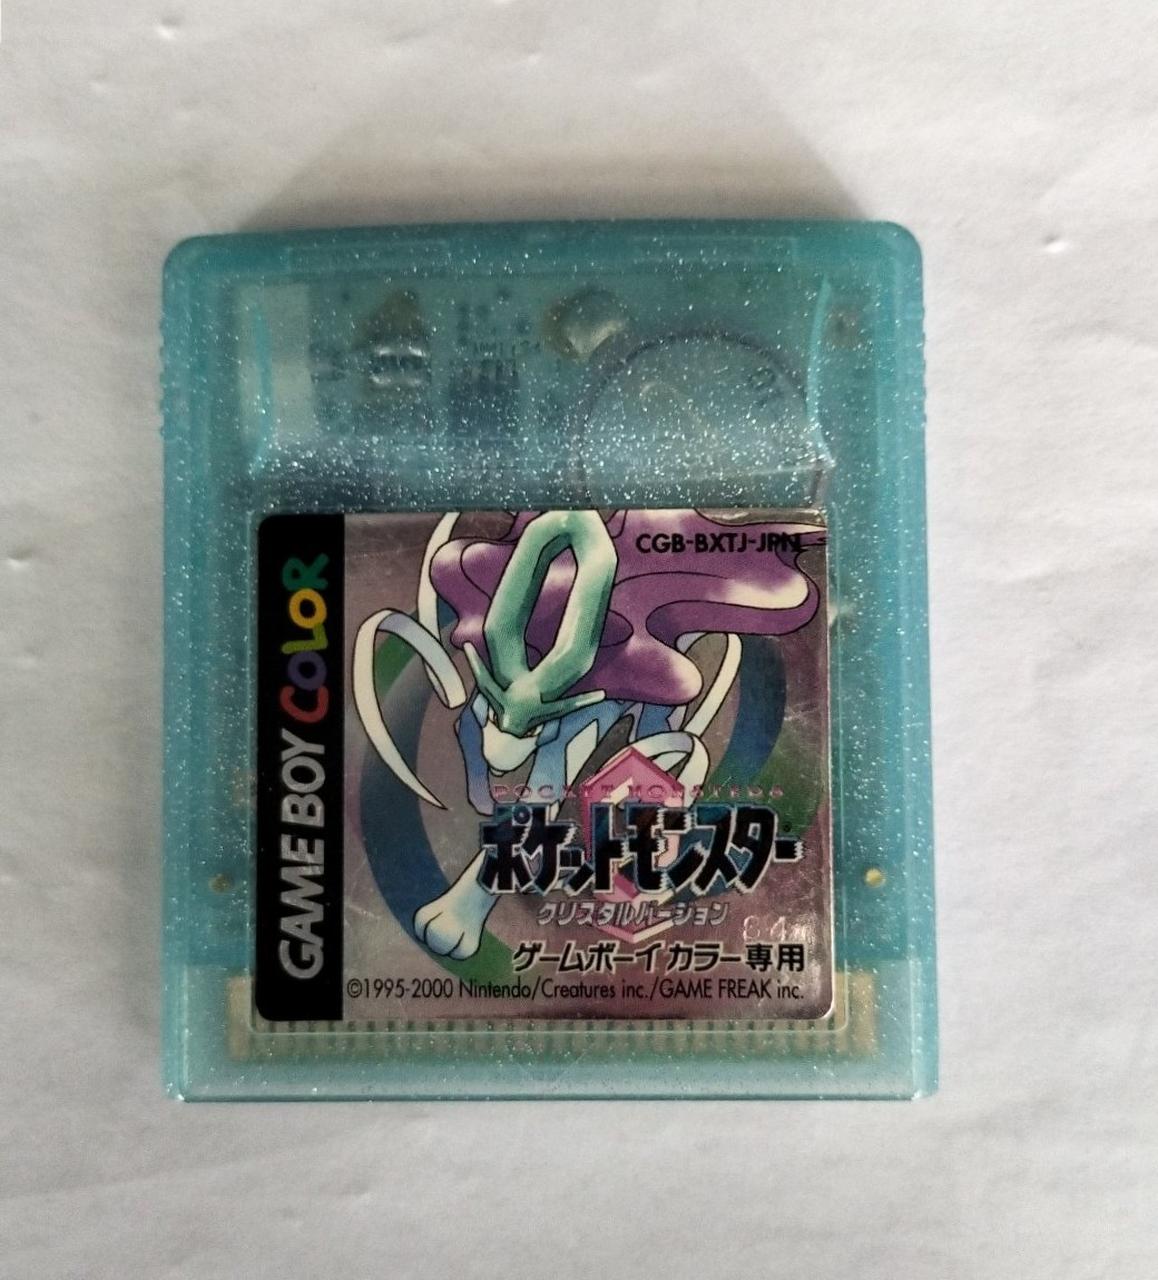 CGB-BXTJ-JPN
GAME BOY COLOR
POCKET MONSTERS
ポケットモンスター
クリスタルバージョン
ゲームボーイカラー専用
©1995-2000 Nintendo/Creatures inc./GAME FREAK inc.